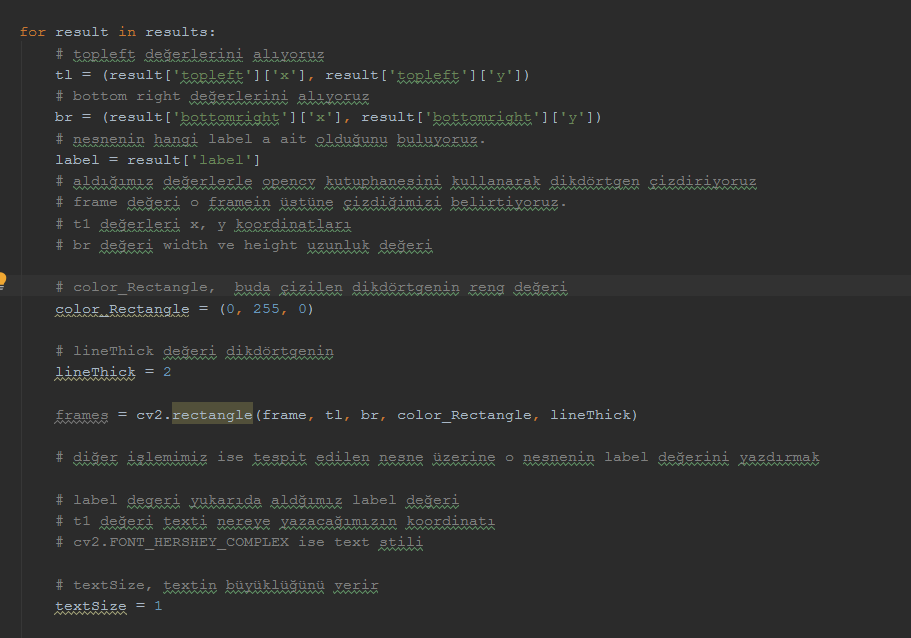 for result in results:
# topleft değerlerini alıyoruz
tl = (result['topleft']['x'], result['topleft']['y'])
# bottom right değerlerini alıyoruz
br = (result['bottomright']['x'], result['bottomright']['y'])
# nesnenin hangi label a ait olduğunu buluyoruz.
label = result['label']
# aldığımız değerlerle opencv kutuphanesini kullanarak dikdörtgen çizdiriyoruz
# frame değeri o framein üstüne çizdiğimizi belirtiyoruz.
# t1 değerleri x, y koordinatları
# br değeri width ve height uzunluk değeri
# color_Rectangle,  buda çizilen dikdörtgenin reng değeri
color_Rectangle = (0, 255, 0)
# lineThick değeri dikdörtgenin
lineThick = 2
frames = cv2.rectangle(frame, tl, br, color_Rectangle, lineThick)
# diğer işlemimiz ise tespit edilen nesne üzerine o nesnenin label değerini yazdırmak
# label degeri yukarıda aldğımız label değeri
# t1 değeri texti nereye yazacağımızın koordinatı
# cv2.FONT_HERSHEY_COMPLEX ise text stili
# textSize, textin büyüklüğünü verir
textSize = 1